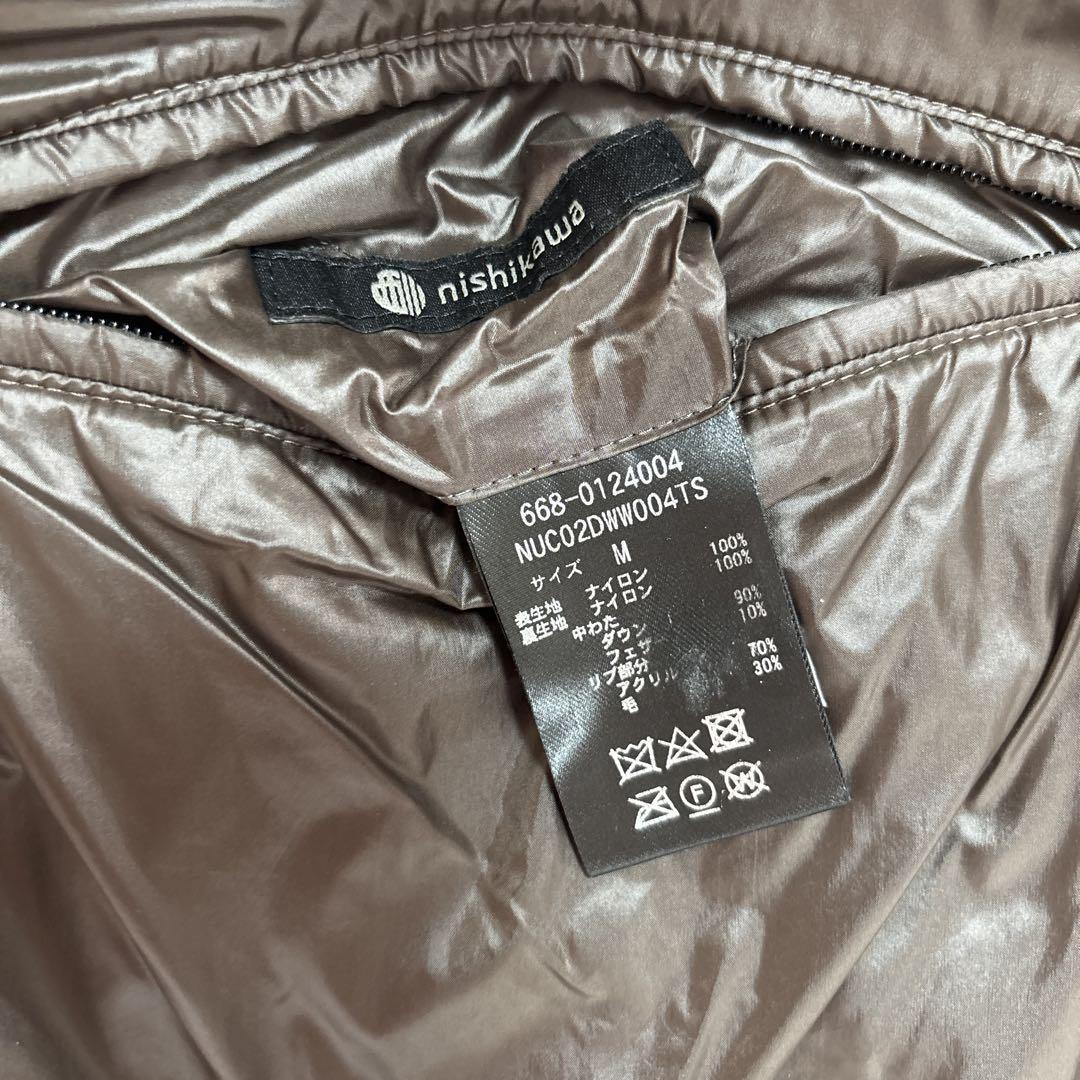 nishikawa
668-0124004
NUC02DWW004TS
サイズ M
表生地 ナイロン 100%
裏生地 ナイロン 100%
中わた
ダウン 90%
フェザ 10%
リブ部分
アクリル 70%
毛 30%
F
W